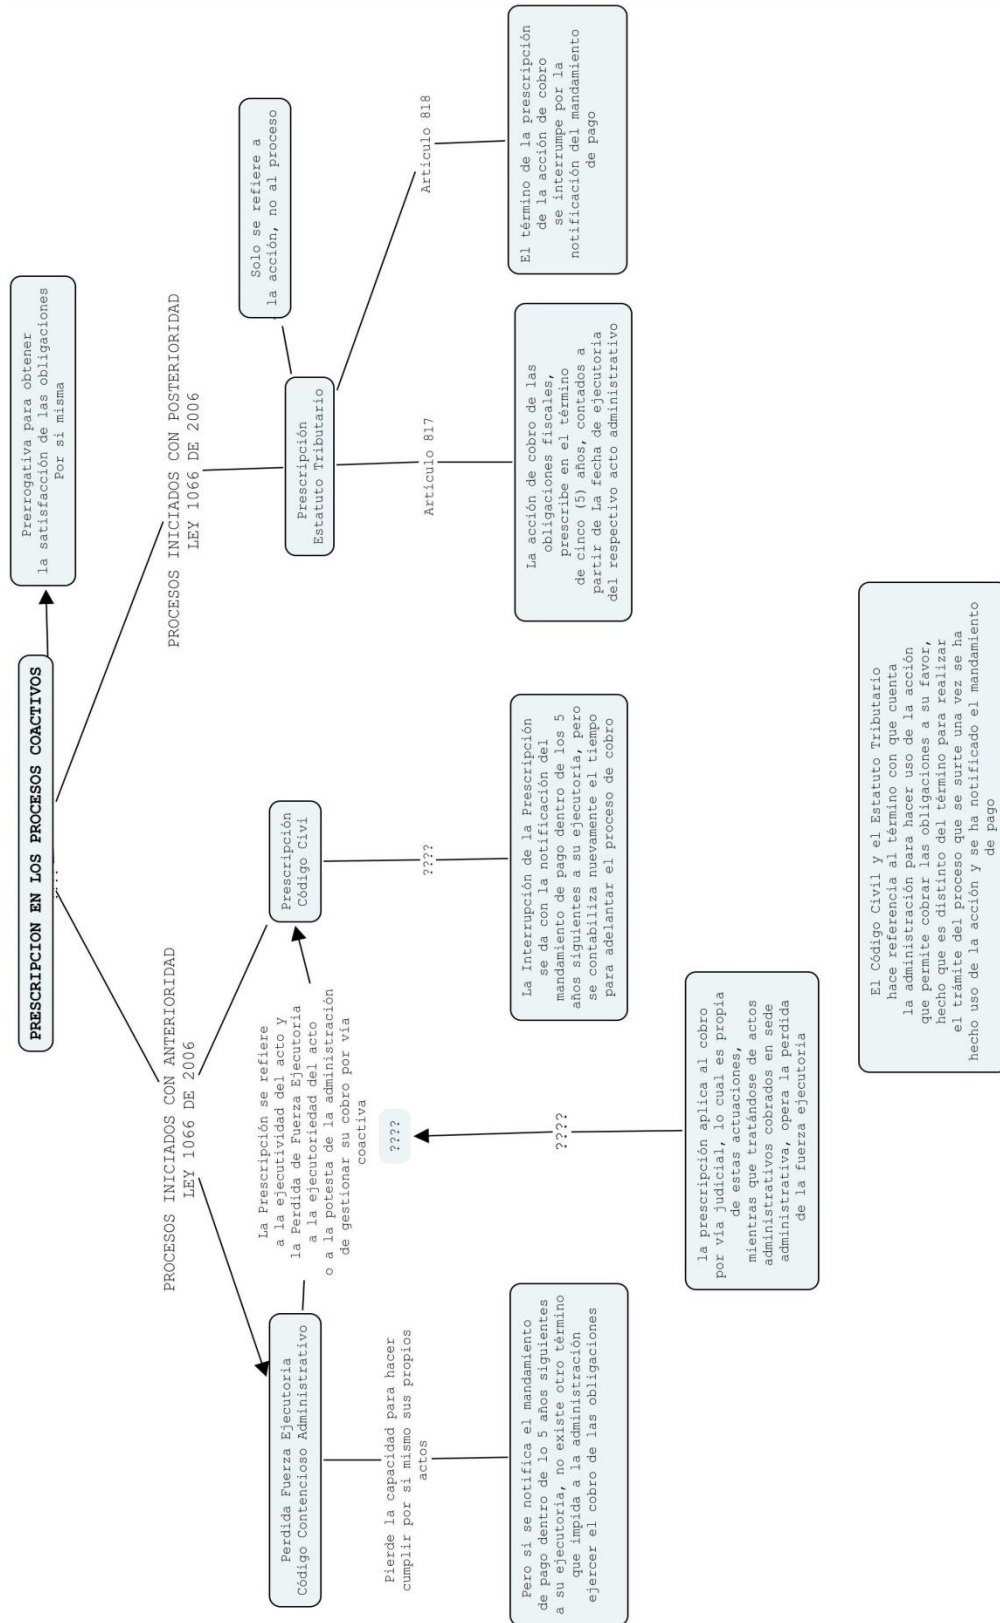 PRESCRIPCION EN LOS PROCESOS COACTIVOS
Prerrogativa para obtener
la satisfacción de las obligaciones
Por si misma
PROCESOS INICIADOS CON ANTERIORIDAD
LEY 1066 DE 2006
PROCESOS INICIADOS CON POSTERIORIDAD
LEY 1066 DE 2006
Perdida Fuerza Ejecutoria
Código Contencioso Administrativo
La Prescripción se refiere
a la ejecutividad del acto y
la Perdida de Fuerza Ejecutoria
a la ejecutoriedad del acto
o a la potesta de la administración
de gestionar su cobro por vía
coactiva
Prescripción
Código Civi
Prescripción
Estatuto Tributario
Solo se refiere a
la acción, no al proceso
Pierde la capacidad para hacer
cumplir por si mismo sus propios
actos
????
????
????
Artículo 817
Artículo 818
Pero si se notifica el mandamiento
de pago dentro de lo 5 años siguientes
a su ejecutoria, no existe otro término
que impida a la administración
ejercer el cobro de las obligaciones
La Interrupción de la Prescripción
se da con la notificación del
mandamiento de pago dentro de los 5
años siguientes a su ejecutoria, pero
se contabiliza nuevamente el tiempo
para adelantar el proceso de cobro
La acción de cobro de las
obligaciones fiscales,
prescribe en el término
de cinco (5) años, contados a
partir de La fecha de ejecutoria
del respectivo acto administrativo
El término de la prescripción
de la acción de cobro
se interrumpe por la
notificación del mandamiento
de pago
la prescripción aplica al cobro
por vía judicial, lo cual es propia
de estas actuaciones,
mientras que tratándose de actos
administrativos cobrados en sede
administrativa, opera la perdida
de la fuerza ejecutoria
El Código Civil y el Estatuto Tributario
hace referencia al término con que cuenta
la administración para hacer uso de la acción
que permite cobrar las obligaciones a su favor,
hecho que es distinto del término para realizar
el trámite del proceso que se surte una vez se ha
hecho uso de la acción y se ha notificado el mandamiento
de pago